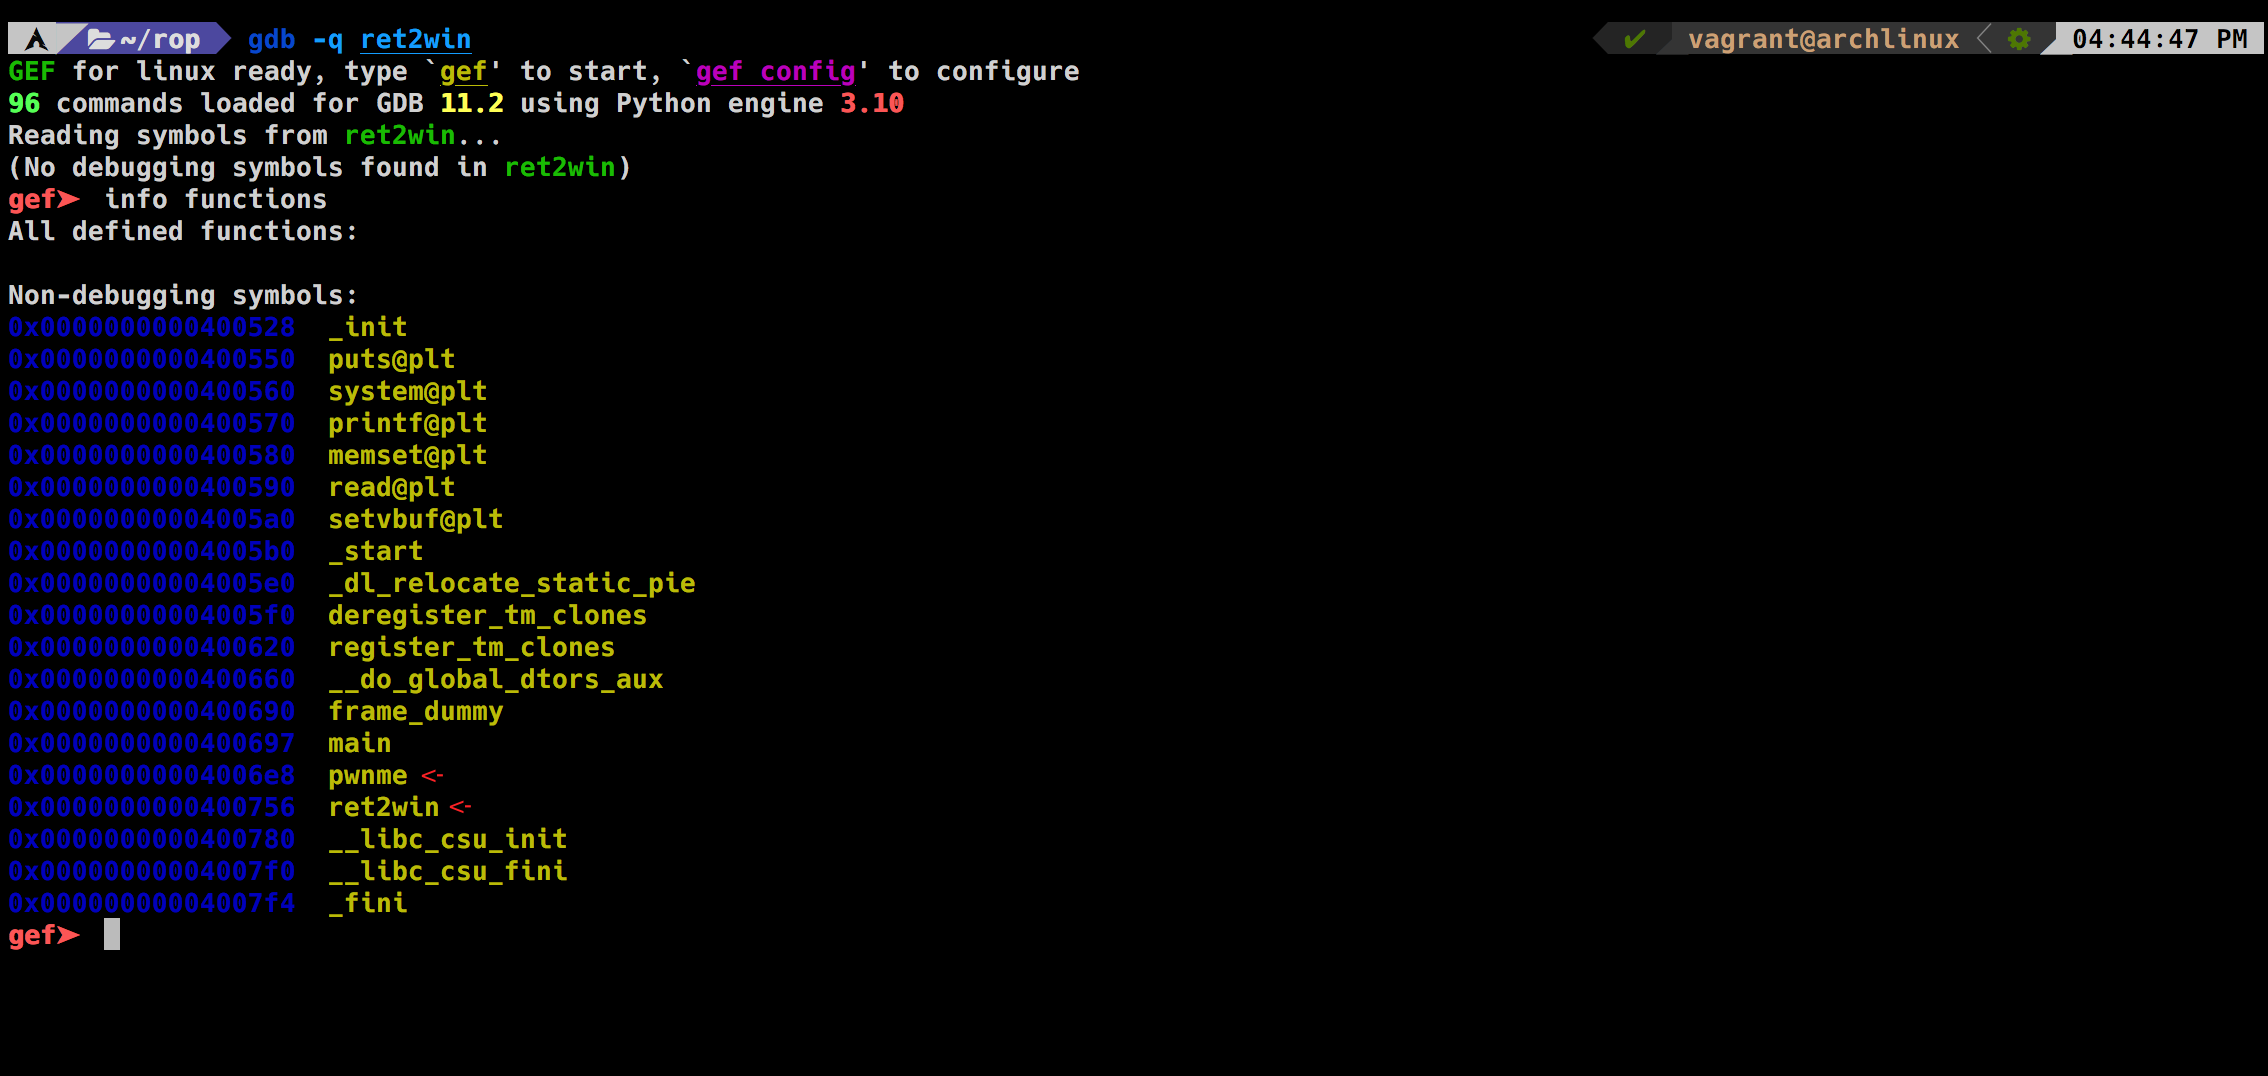 ~/rop gdb -q ret2win ✔ vagrant@archlinux 04:44:47 PM
GEF for linux ready, type `gef' to start, `gef config' to configure
96 commands loaded for GDB 11.2 using Python engine 3.10
Reading symbols from ret2win...
(No debugging symbols found in ret2win)
gef➤ info functions
All defined functions:
Non-debugging symbols:
0x0000000000400528 _init
0x0000000000400550 puts@plt
0x0000000000400560 system@plt
0x0000000000400570 printf@plt
0x0000000000400580 memset@plt
0x0000000000400590 read@plt
0x00000000004005a0 setvbuf@plt
0x00000000004005b0 _start
0x00000000004005e0 _dl_relocate_static_pie
0x00000000004005f0 deregister_tm_clones
0x0000000000400620 register_tm_clones
0x0000000000400660 __do_global_dtors_aux
0x0000000000400690 frame_dummy
0x0000000000400697 main
0x00000000004006e8 pwnme <-
0x0000000000400756 ret2win <-
0x0000000000400780 __libc_csu_init
0x00000000004007f0 __libc_csu_fini
0x00000000004007f4 _fini
gef➤